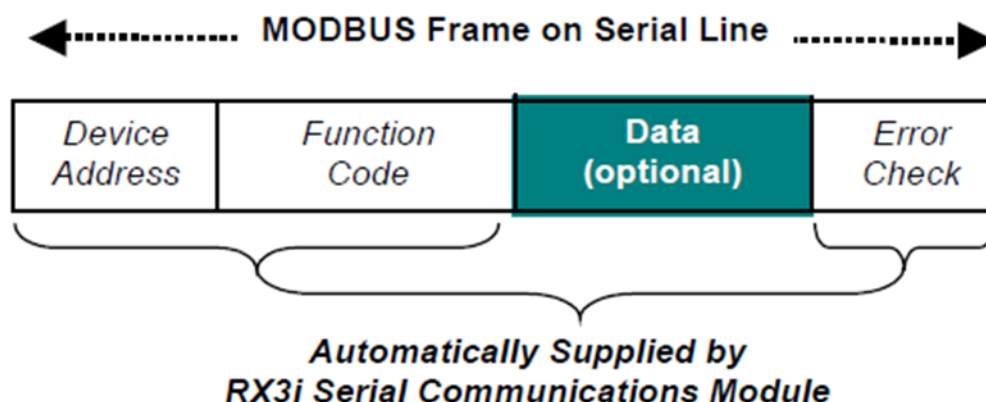 MODBUS Frame on Serial Line
Device Address
Function Code
Data (optional)
Error Check
Automatically Supplied by
RX3i Serial Communications Module